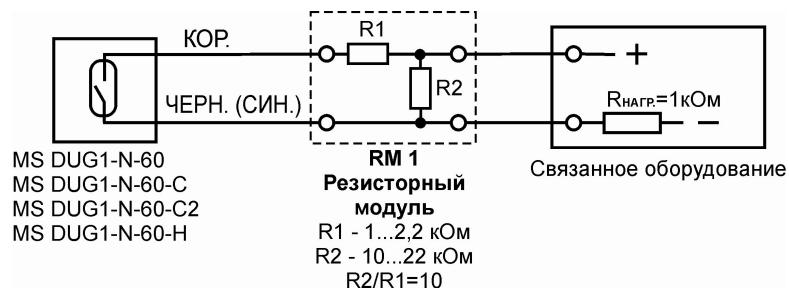 КОР.
ЧЕРН. (СИН.)
R1
R2
+
RНАГР.=1кОм
−
MS DUG1-N-60
MS DUG1-N-60-C
MS DUG1-N-60-C2
MS DUG1-N-60-H
RM 1
Резисторный
модуль
R1 - 1...2,2 кОм
R2 - 10...22 кОм
R2/R1=10
Связанное оборудование